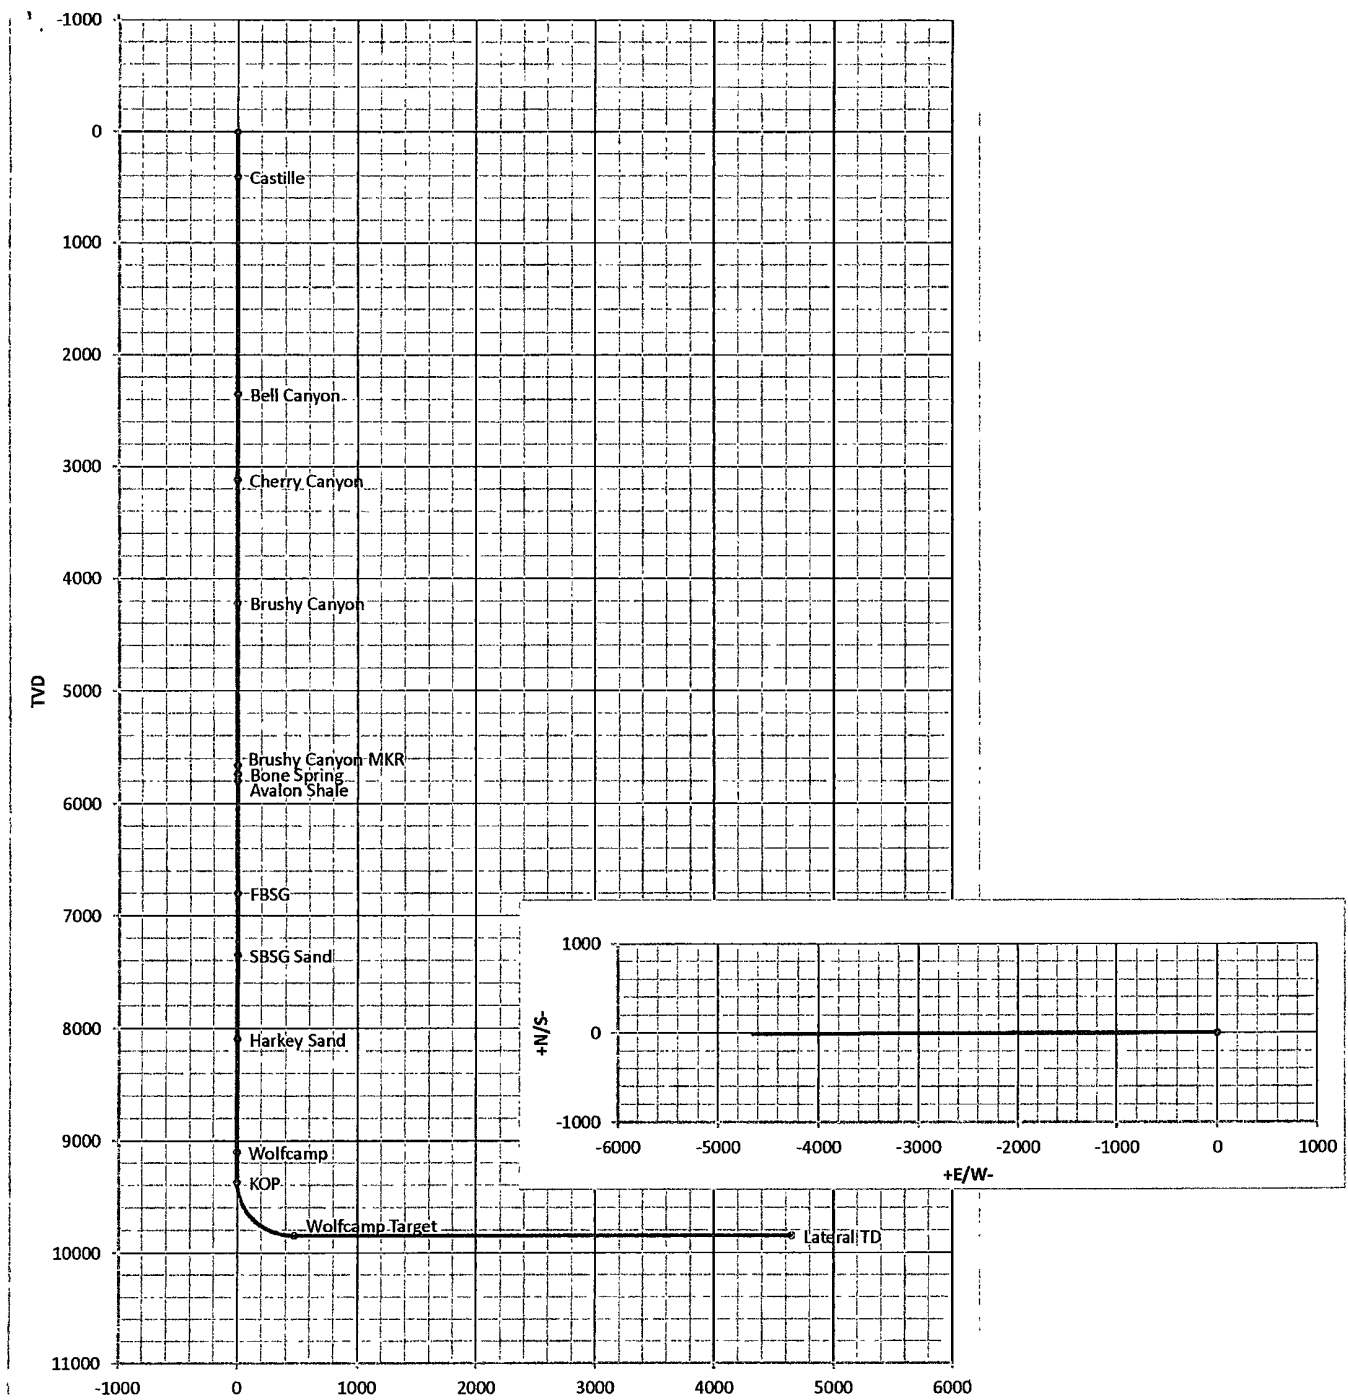 -1000
0
Castille
1000
2000
Bell Canyon
3000
Cherry Canyon
4000
Brushy Canyon
TVD
5000
Brushy Canyon MKR
Bone Spring
Avalon Shale
6000
FBSG
7000
SBSG Sand
8000
Harkey Sand
9000
Wolfcamp
KOP
Wolfcamp Target
Lateral TD
10000
11000
-1000 0 1000 2000 3000 4000 5000 6000
1000
+N/S-
0
-1000
-6000 -5000 -4000 -3000 -2000 -1000 0 1000
+E/W-